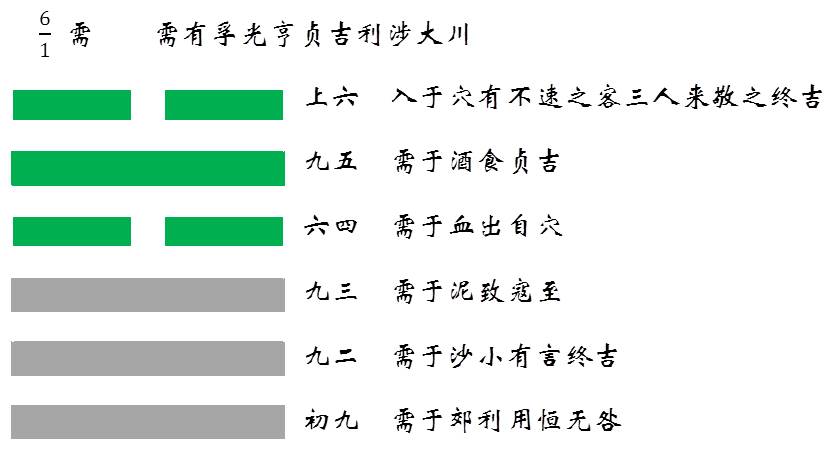 6/1 需 需有孚光亨贞吉利涉大川
上六 入于穴有不速之客三人来敬之终吉
九五 需于酒食贞吉
六四 需于血出自穴
九三 需于泥致寇至
九二 需于沙小有言终吉
初九 需于郊利用恒无咎